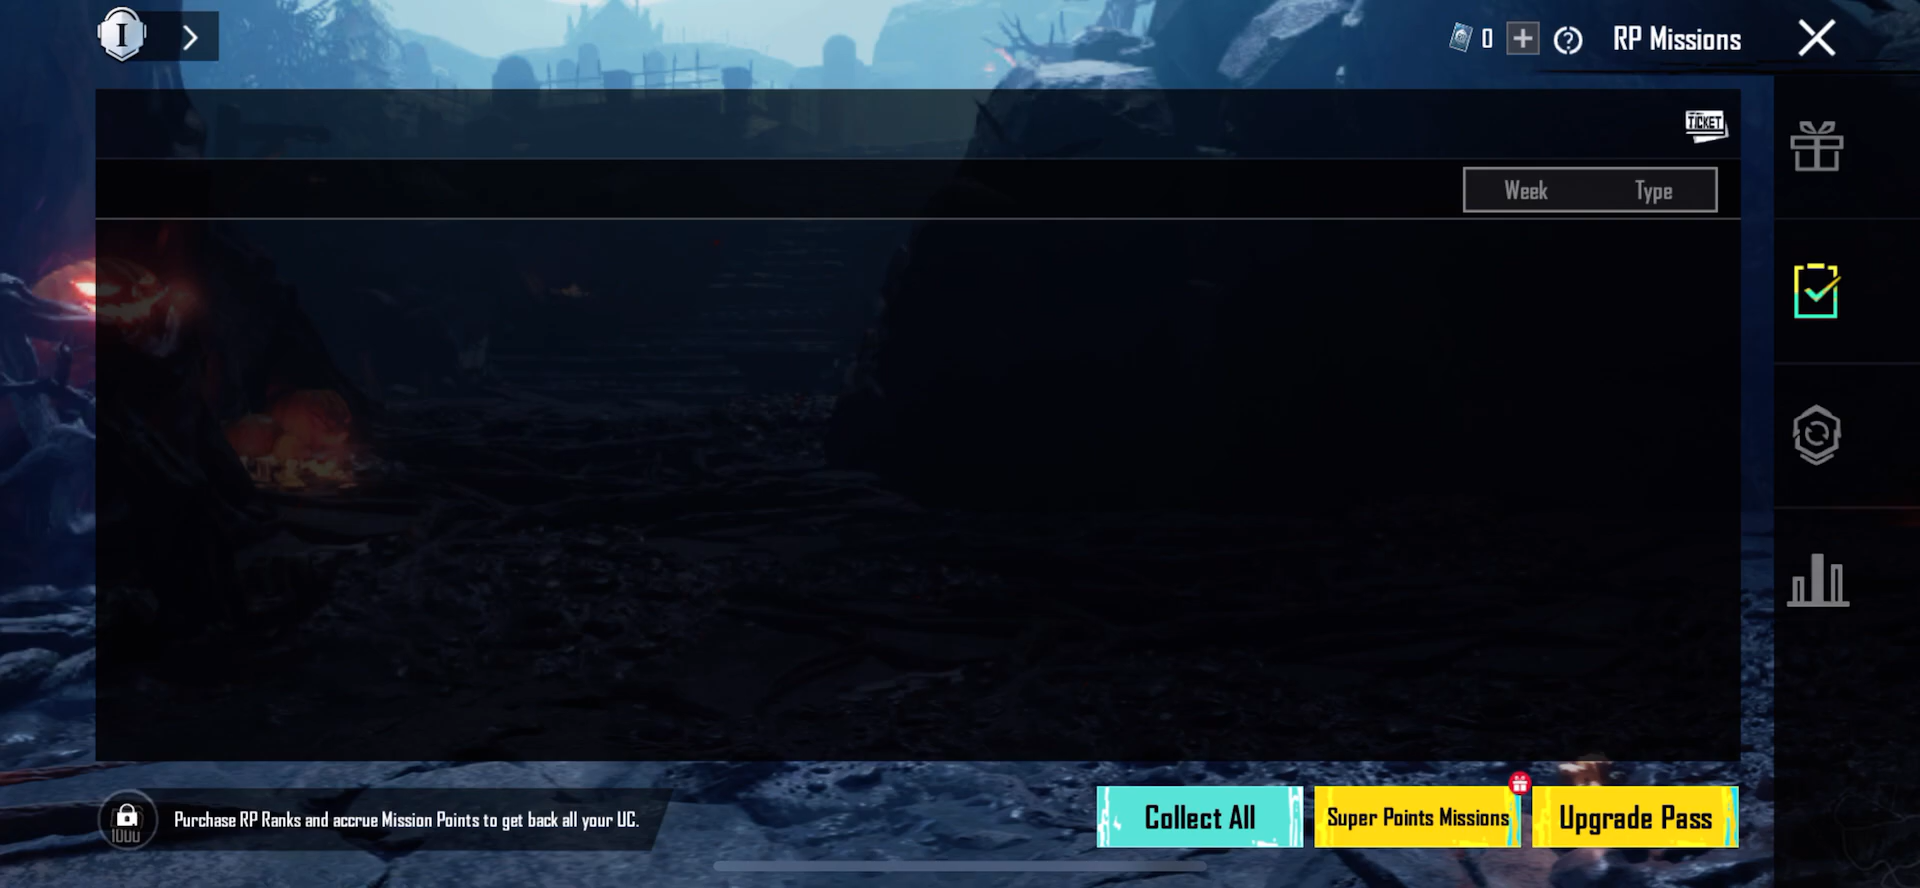 I
0
RP Missions
TICKET
Week
Type
1000
Purchase RP Ranks and accrue Mission Points to get back all your UC.
Collect All
Super Points Missions
Upgrade Pass